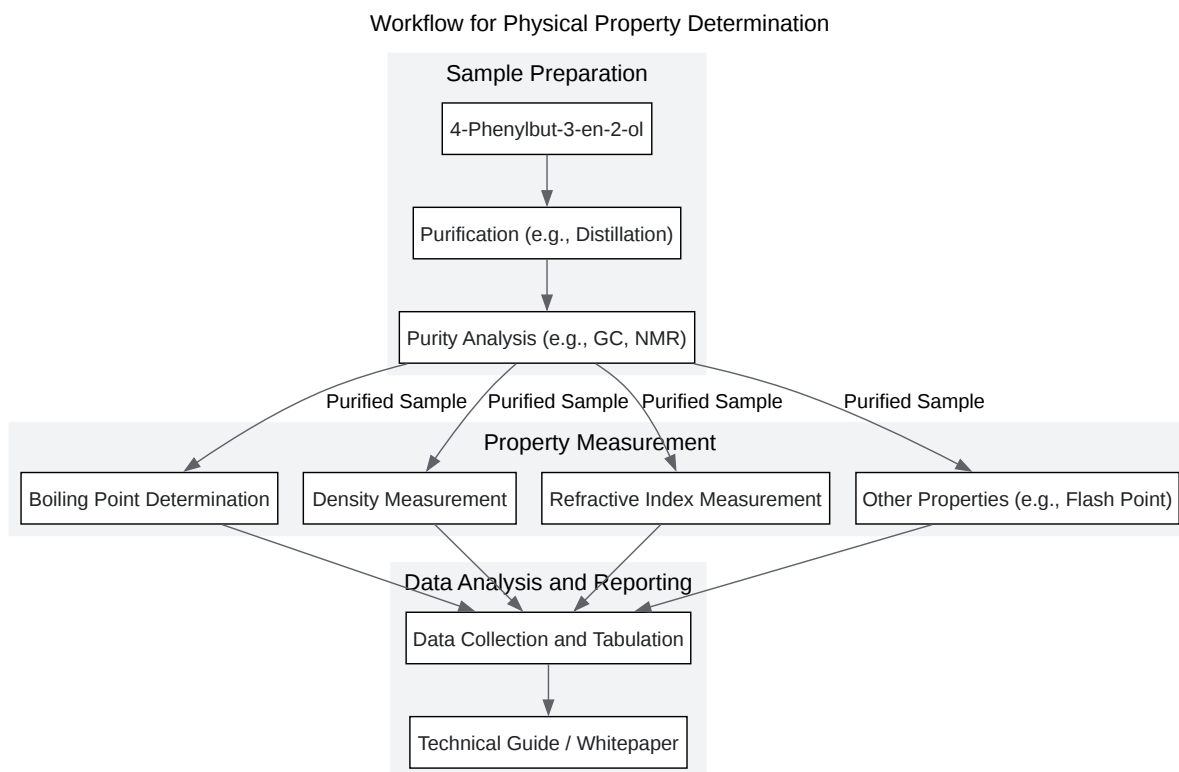 Workflow for Physical Property Determination
Sample Preparation
4-Phenylbut-3-en-2-ol
Purification (e.g., Distillation)
Purity Analysis (e.g., GC, NMR)
Purified Sample
Purified Sample
Purified Sample
Purified Sample
Property Measurement
Boiling Point Determination
Density Measurement
Refractive Index Measurement
Other Properties (e.g., Flash Point)
Data Analysis and Reporting
Data Collection and Tabulation
Technical Guide / Whitepaper